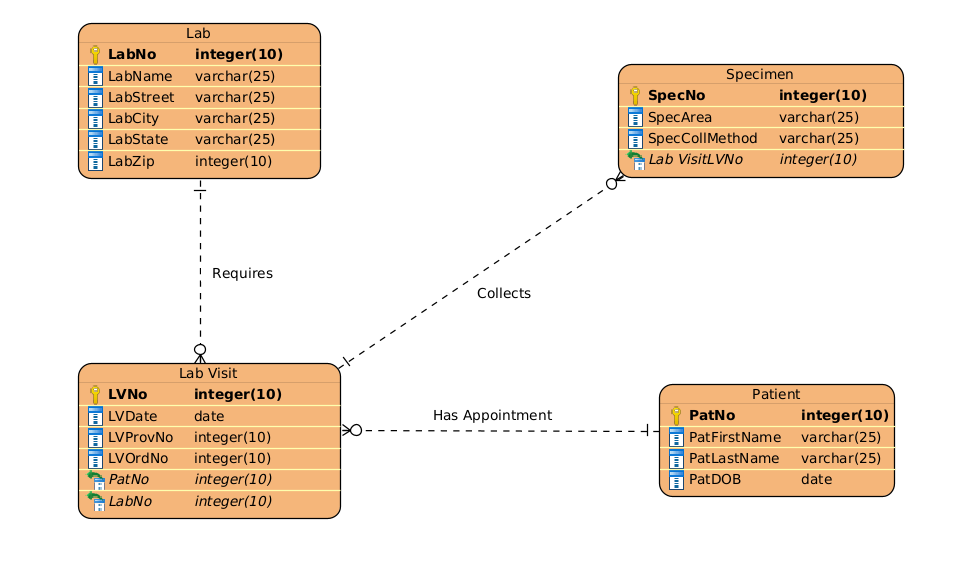 Lab
LabNo integer(10)
LabName varchar(25)
LabStreet varchar(25)
LabCity varchar(25)
LabState varchar(25)
LabZip integer(10)
Specimen
SpecNo integer(10)
SpecArea varchar(25)
SpecCollMethod varchar(25)
Lab VisitLVNo integer(10)
Requires
Collects
Lab Visit
LVNo integer(10)
LVDate date
LVProvNo integer(10)
LVOrdNo integer(10)
PatNo integer(10)
LabNo integer(10)
Has Appointment
Patient
PatNo integer(10)
PatFirstName varchar(25)
PatLastName varchar(25)
PatDOB date